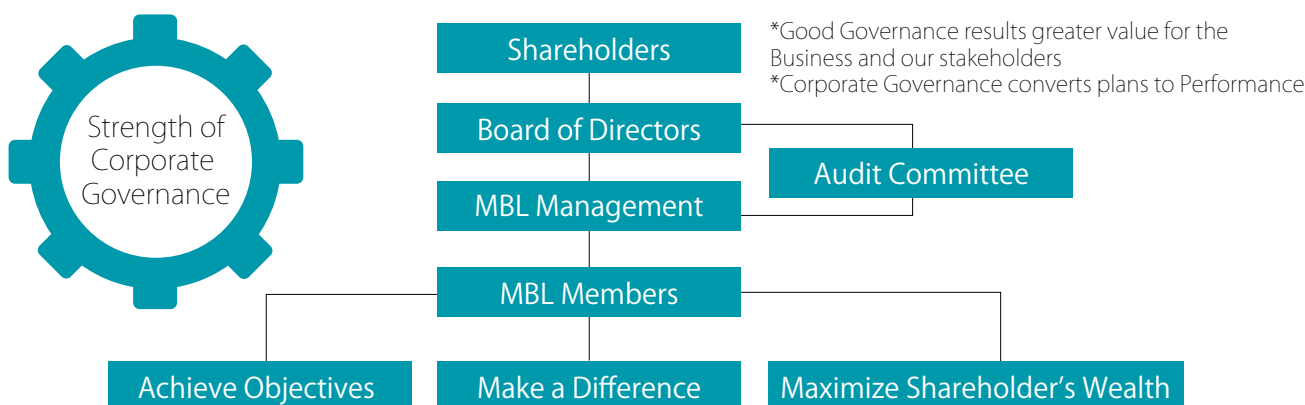 Strength of
Corporate
Governance
Shareholders
*Good Governance results greater value for the
Business and our stakeholders
*Corporate Governance converts plans to Performance
Board of Directors
Audit Committee
MBL Management
MBL Members
Achieve Objectives
Make a Difference
Maximize Shareholder’s Wealth